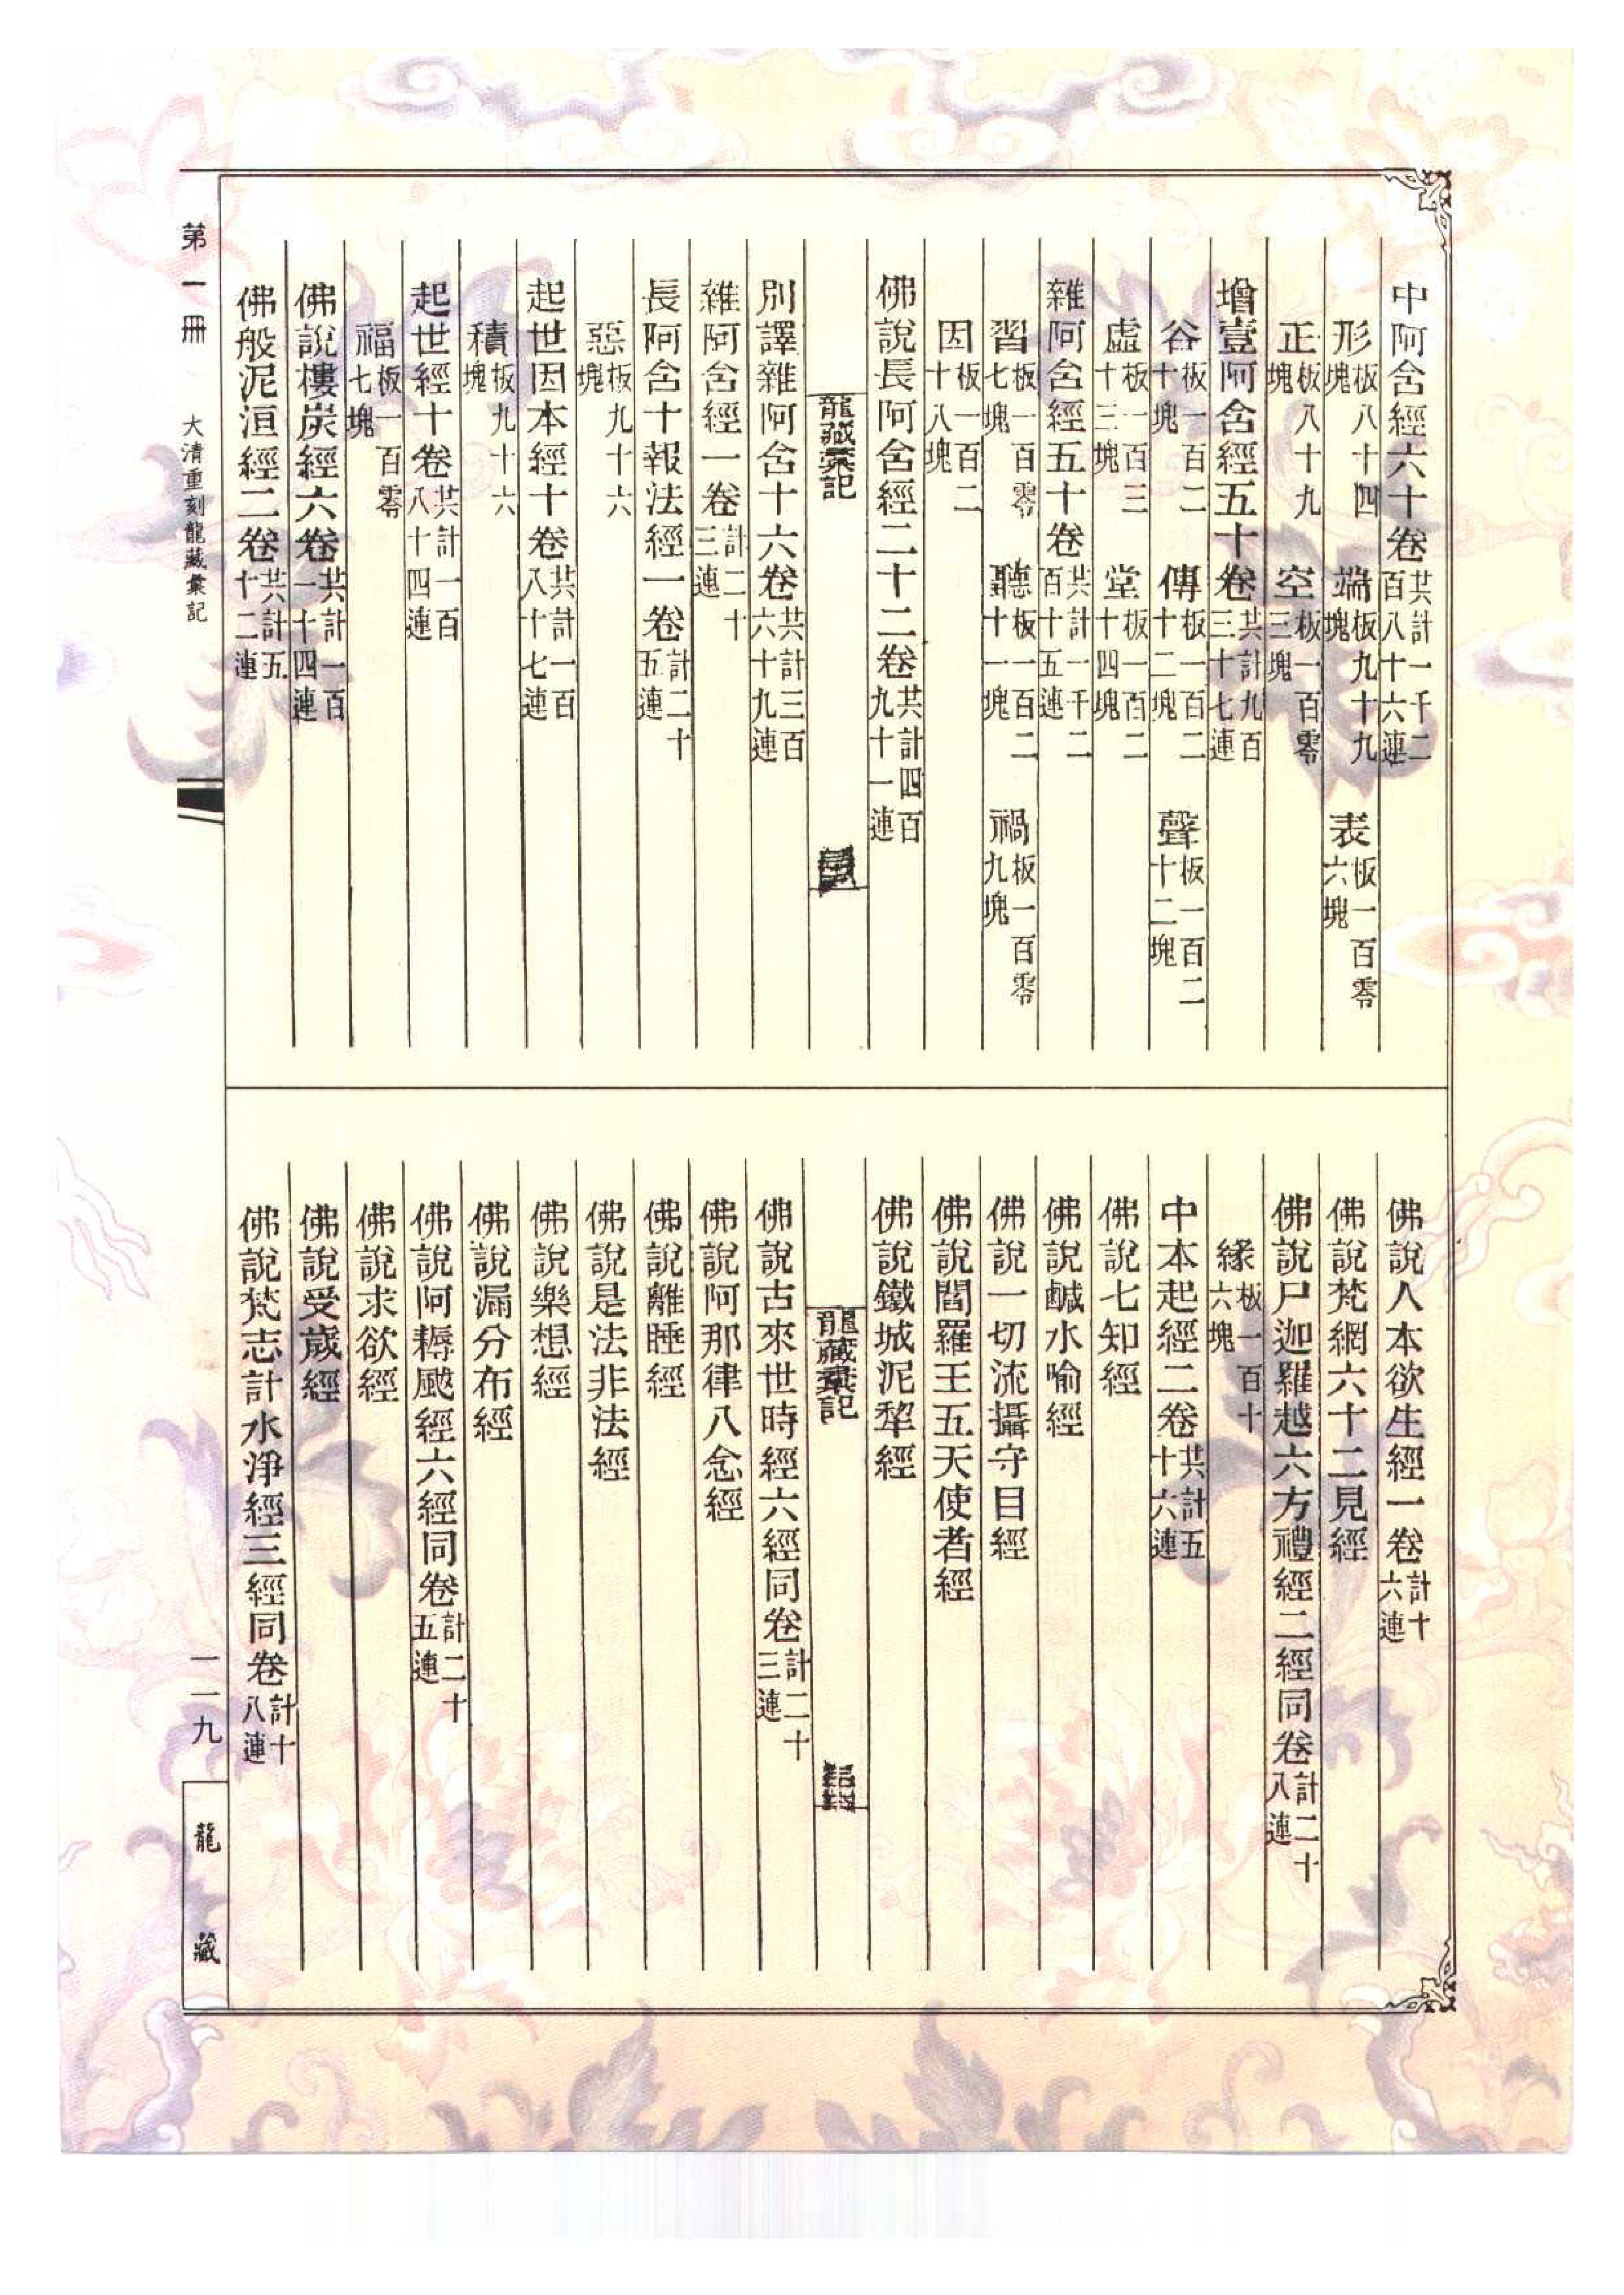 中阿含經六十卷共計一千二百八十六連
形板八十四塊 端板九十九塊 表板一百零六塊
正板八十九塊 空板一百零三塊
增壹阿含經五十卷共計九百三十七連
谷板一百二十塊 傳板一百二十二塊 聲板一百二十二塊
虛板一百三十三塊 堂板一百二十四塊
雜阿含經五十卷共計一千二百十五連
習板一百零七塊 聽板一百二十一塊 禍板一百零九塊
因板一百二十八塊
佛說長阿含經二十二卷共計四百九十一連
龍藏彚記
別譯雜阿含十六卷共計三百六十九連
雜阿含經一卷計二十三連
長阿含十報法經一卷計二十五連
惡板九十六塊
起世因本經十卷共計一百八十七連
積板九十六塊
起世經十卷共計一百八十四連
福板一百零七塊
佛說樓炭經六卷共計一百一十四連
佛般泥洹經二卷共計五十二連
佛說人本欲生經一卷計十六連
佛說梵網六十二見經
佛說尸迦羅越六方禮經二經同卷計二十八連
緣板一百十六塊
中本起經二卷共計五十六連
佛說七知經
佛說鹹水喻經
佛說一切流攝守目經
佛說閻羅王五天使者經
佛說鐵城泥犂經
龍藏彚記
佛說古來世時經六經同卷計二十三連
佛說阿那律八念經
佛說離睡經
佛說是法非法經
佛說樂想經
佛說漏分布經
佛說阿耨颰經六經同卷計二十五連
佛說求欲經
佛說受歲經
佛說梵志計水淨經三經同卷計十八連
第一冊 大清重刻龍藏彙記
一一九
龍藏